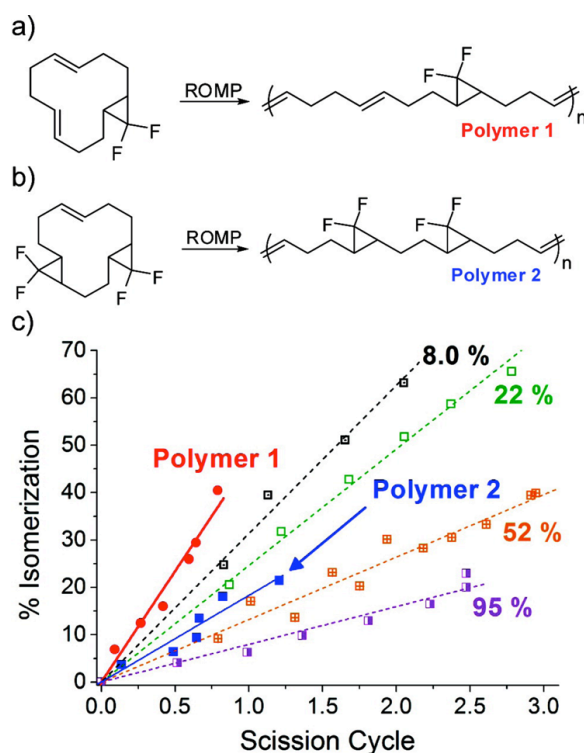 a)
ROMP
F
F
F
F
n
Polymer 1
b)
ROMP
F
F
F
F
F
F
F
F
n
Polymer 2
c)
70
60
50
40
30
20
10
0
% Isomerization
8.0 %
22 %
Polymer 1
Polymer 2
52 %
95 %
0.0 0.5 1.0 1.5 2.0 2.5 3.0
Scission Cycle